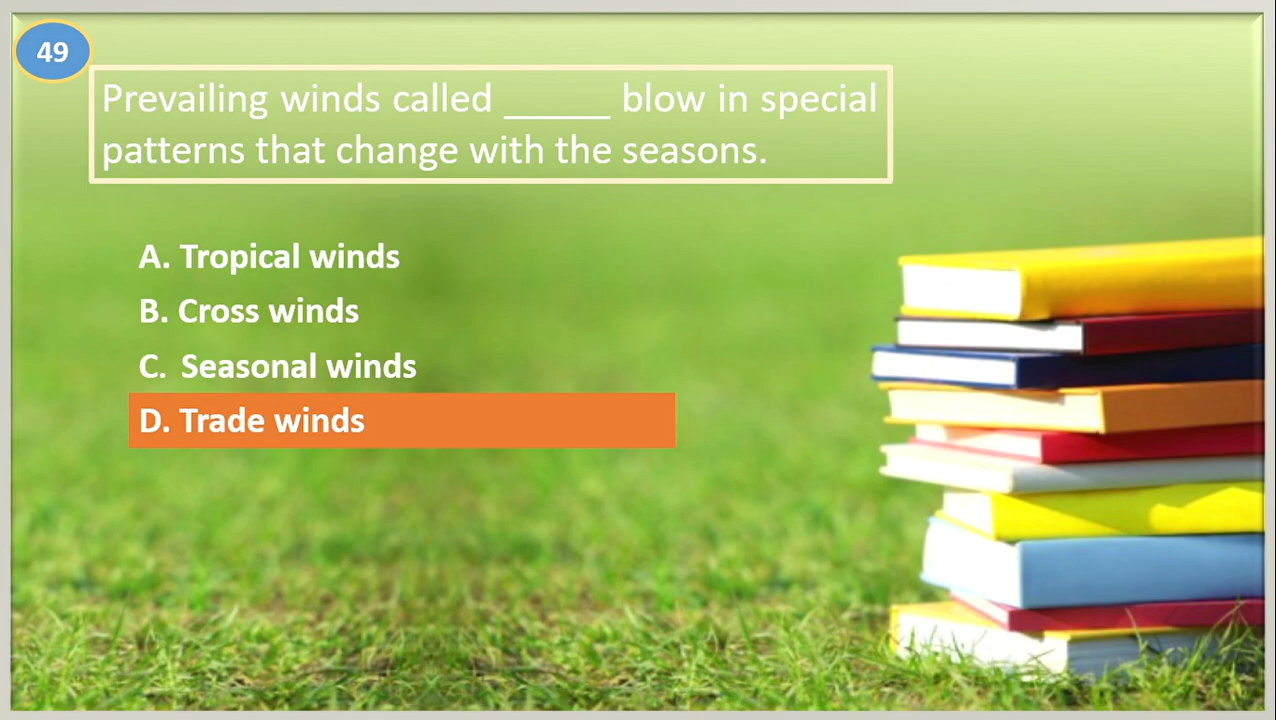 49
Prevailing winds called _____ blow in special
patterns that change with the seasons.
A. Tropical winds
B. Cross winds
C. Seasonal winds
D. Trade winds